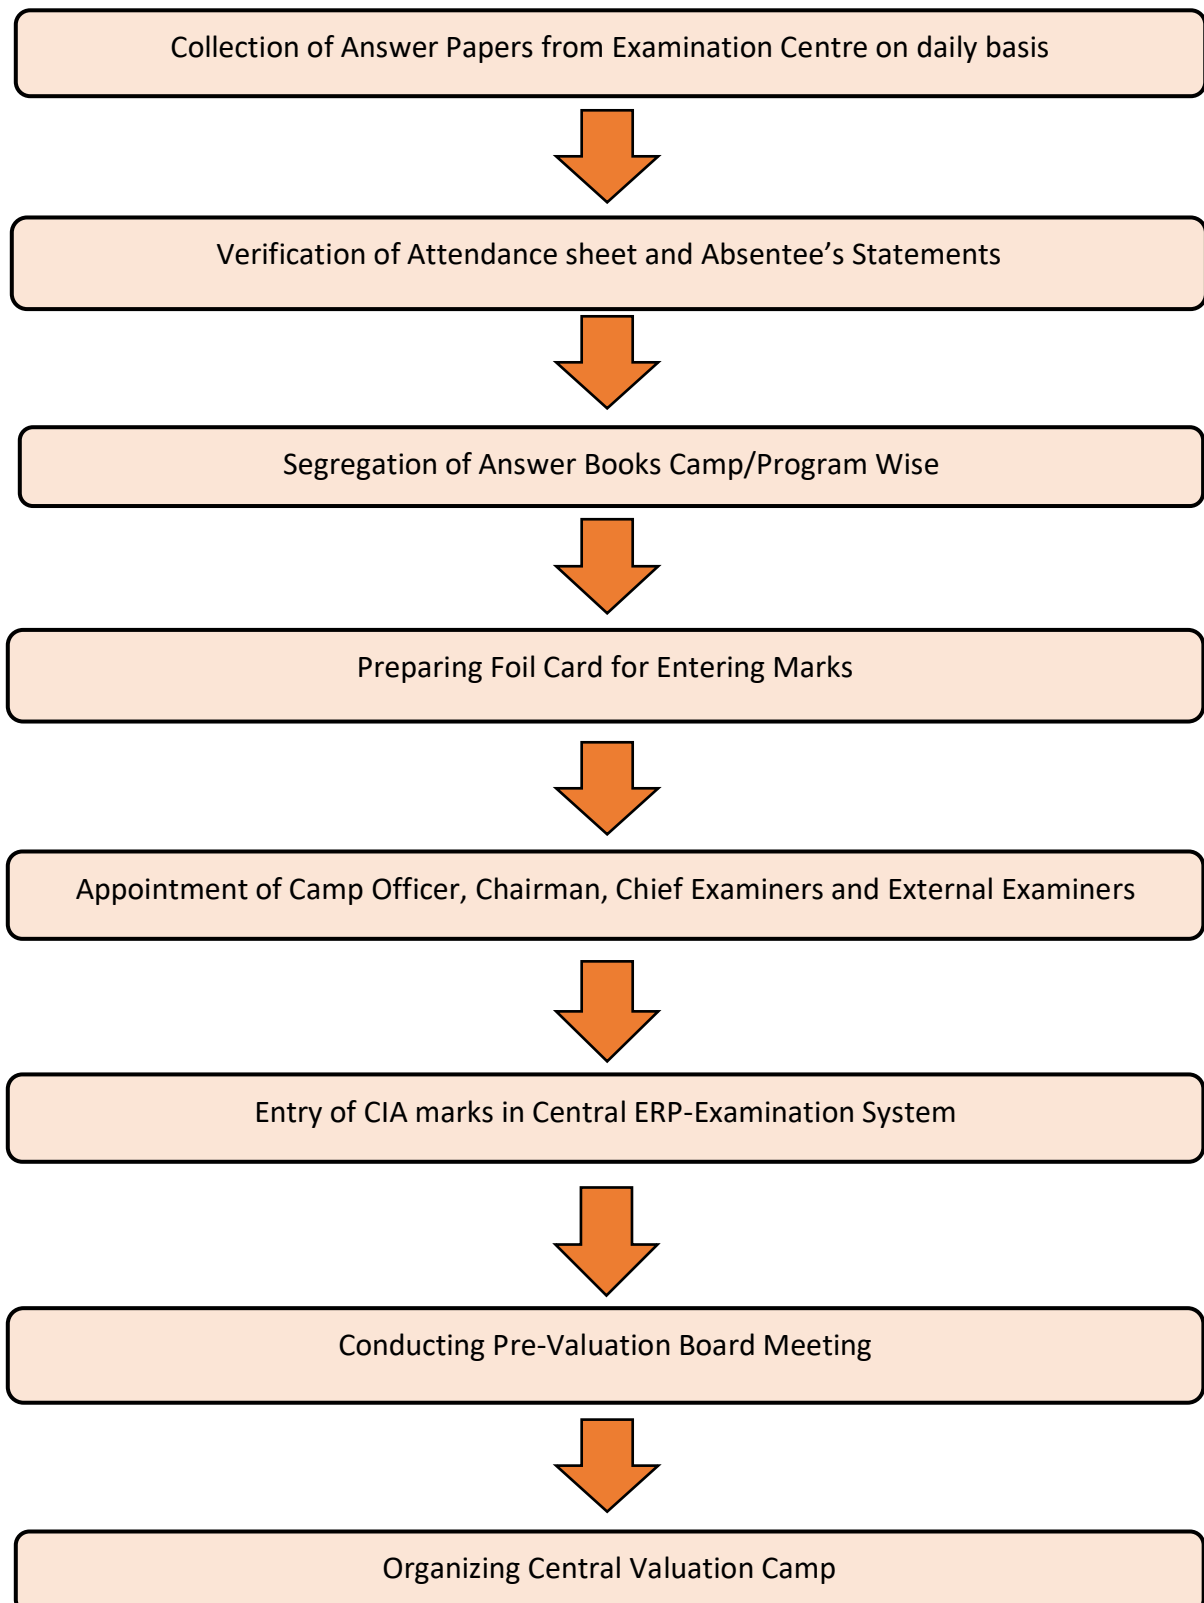 Collection of Answer Papers from Examination Centre on daily basis
Verification of Attendance sheet and Absentee’s Statements
Segregation of Answer Books Camp/Program Wise
Preparing Foil Card for Entering Marks
Appointment of Camp Officer, Chairman, Chief Examiners and External Examiners
Entry of CIA marks in Central ERP-Examination System
Conducting Pre-Valuation Board Meeting
Organizing Central Valuation Camp